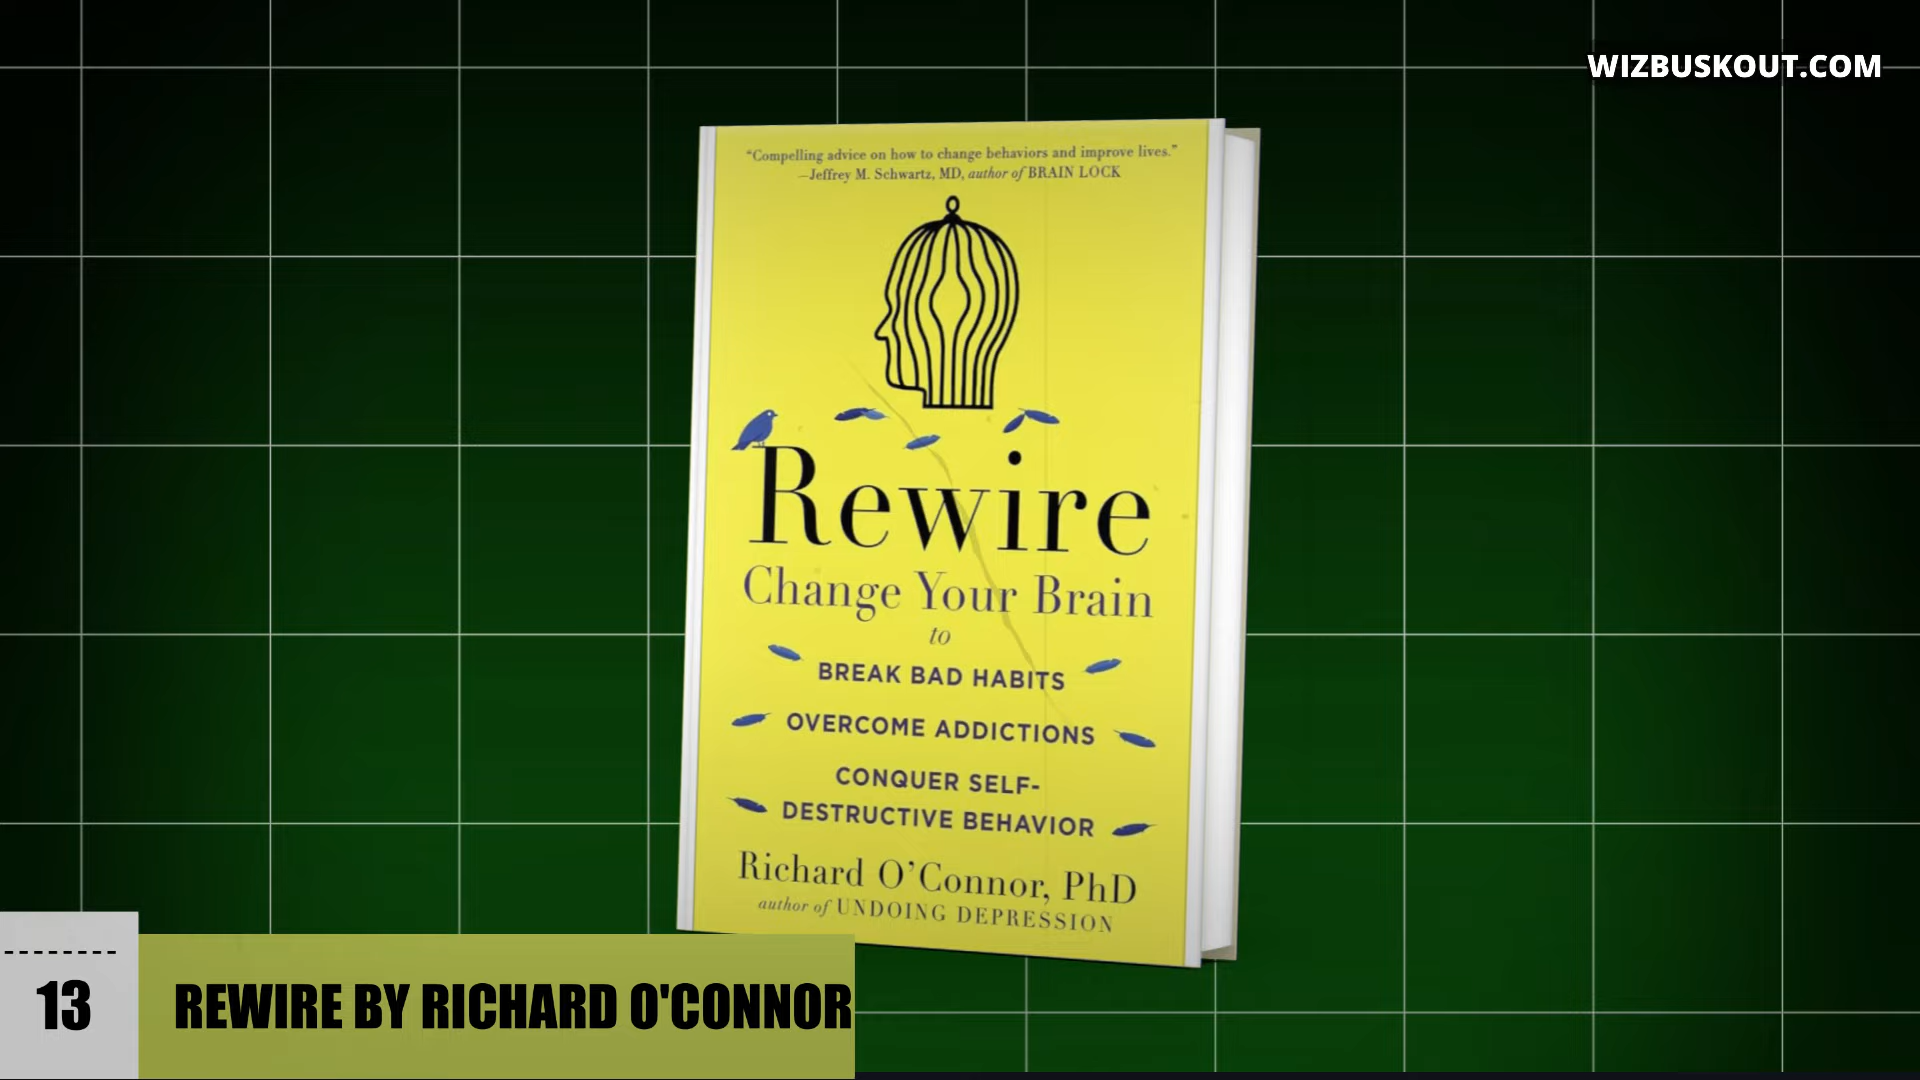 WIZBUSKOUT.COM
“Compelling advice on how to change behaviors and improve lives.”
—Jeffrey M. Schwartz, MD, author of BRAIN LOCK
Rewire
Change Your Brain
to
BREAK BAD HABITS
OVERCOME ADDICTIONS
CONQUER SELF-
DESTRUCTIVE BEHAVIOR
Richard O’Connor, PhD
author of UNDOING DEPRESSION
13
REWIRE BY RICHARD O'CONNOR